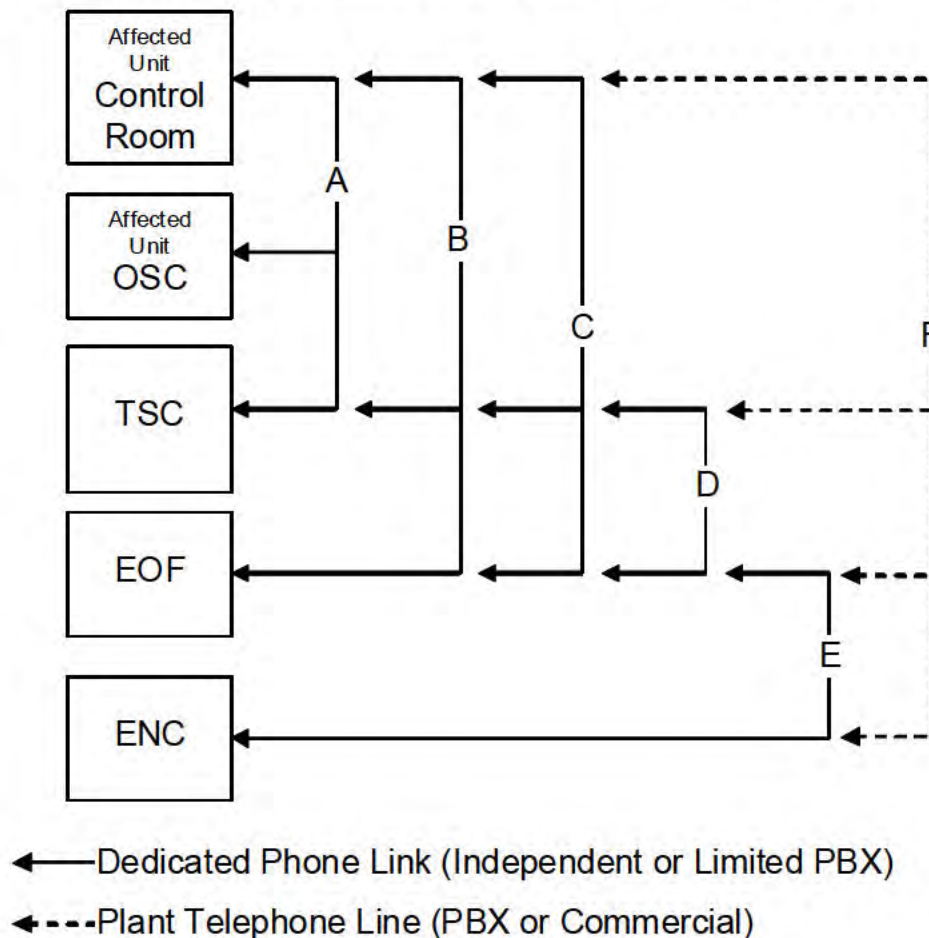 Affected
Unit
Control
Room
A
Affected
Unit
OSC
B
C
TSC
D
EOF
E
ENC
Dedicated Phone Link (Independent or Limited PBX)
Plant Telephone Line (PBX or Commercial)